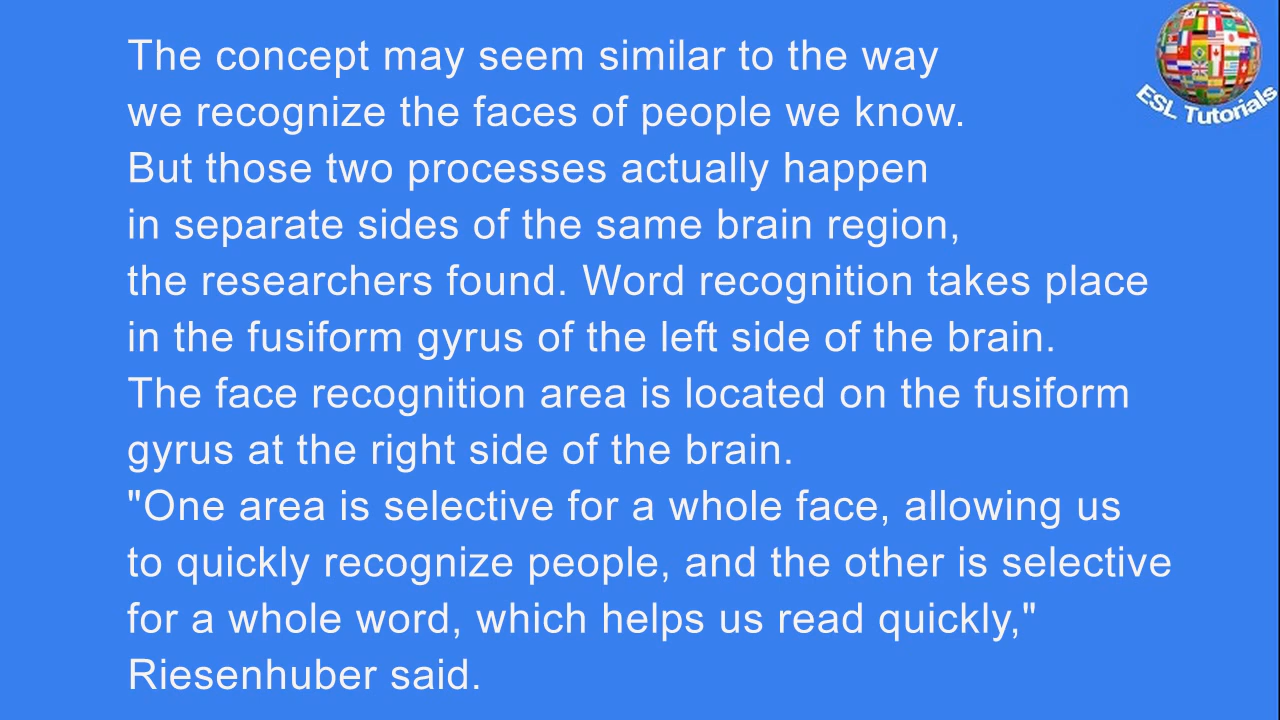 The concept may seem similar to the way
we recognize the faces of people we know.
But those two processes actually happen
in separate sides of the same brain region,
the researchers found. Word recognition takes place
in the fusiform gyrus of the left side of the brain.
The face recognition area is located on the fusiform
gyrus at the right side of the brain.
"One area is selective for a whole face, allowing us
to quickly recognize people, and the other is selective
for a whole word, which helps us read quickly,"
Riesenhuber said.
ESL Tutorials